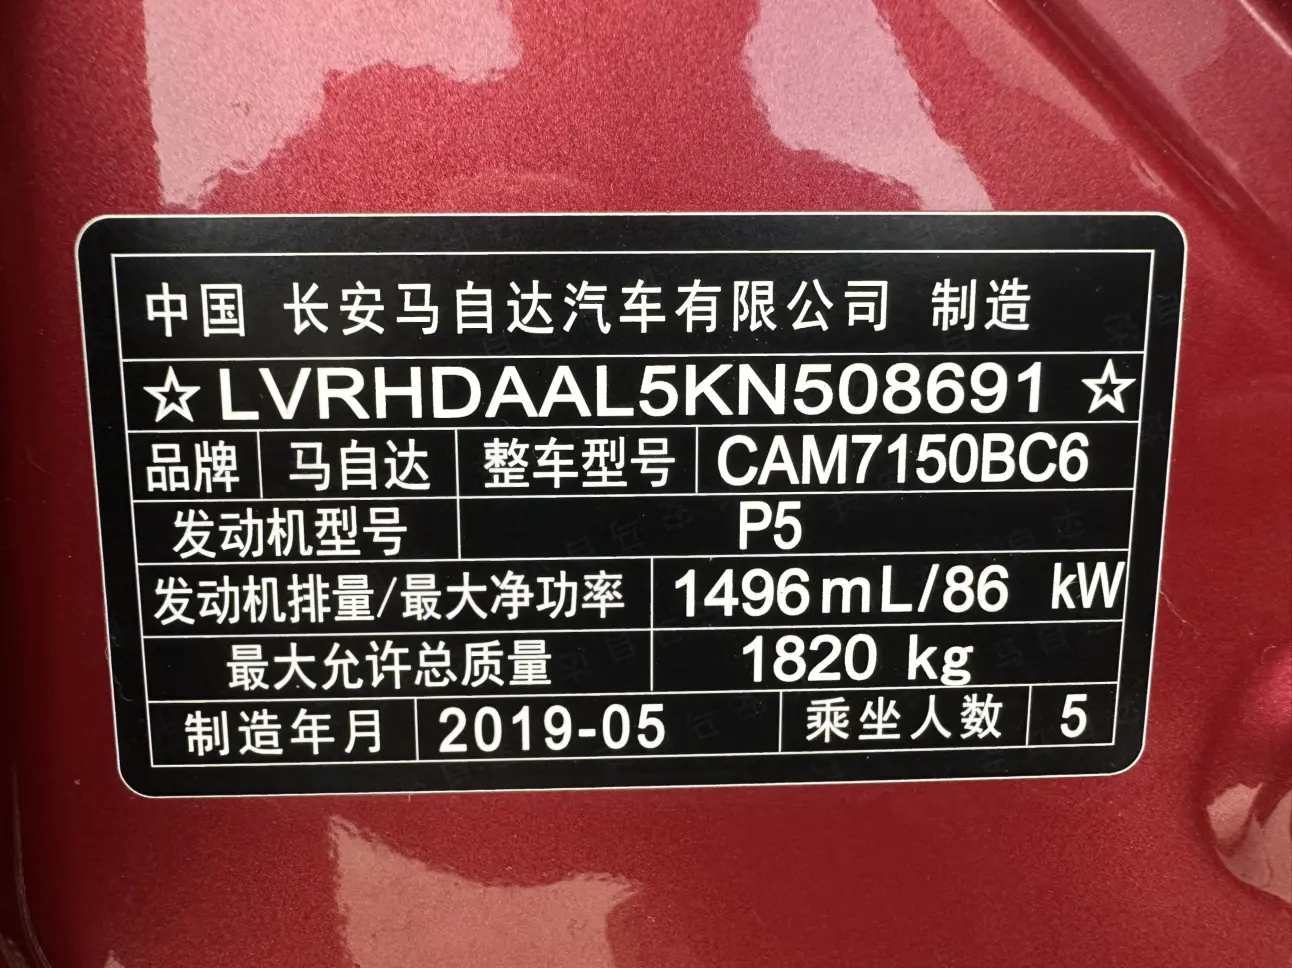 中国 长安马自达汽车有限公司 制造
☆LVRHDAAL5KN508691☆
品牌 马自达 整车型号 CAM7150BC6
发动机型号 P5
发动机排量/最大净功率 1496mL/86 kW
最大允许总质量 1820 kg
制造年月 2019-05 乘坐人数 5